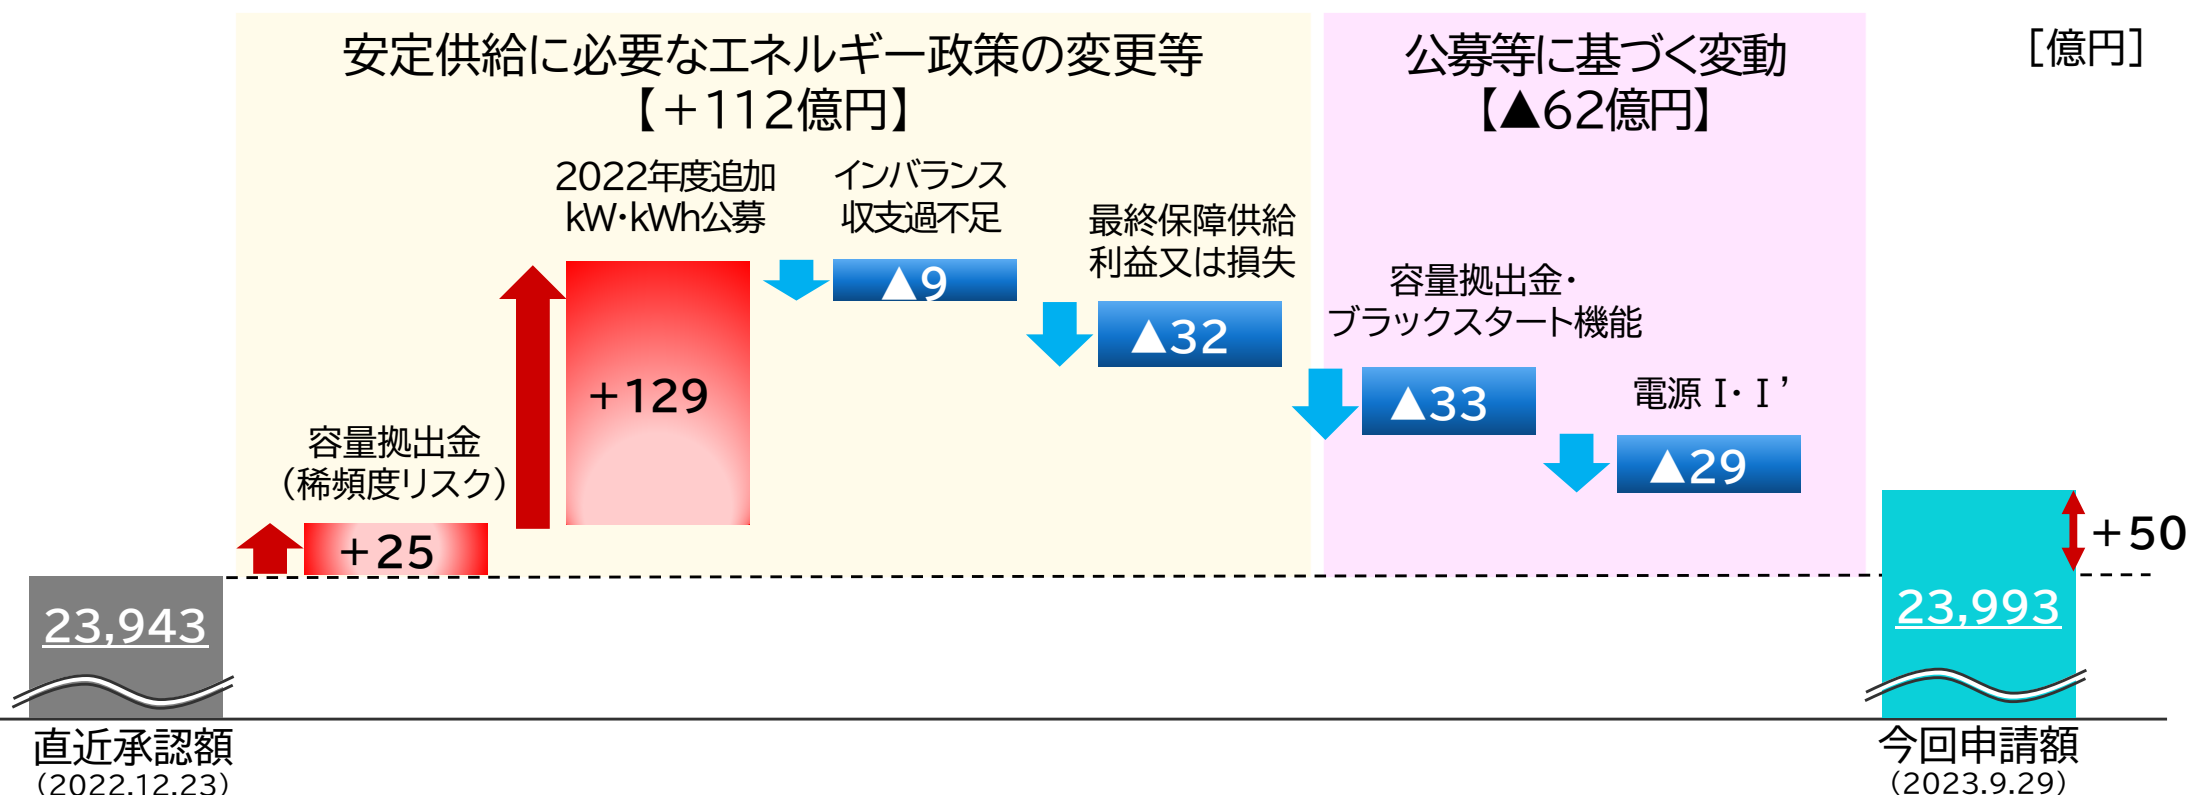 安定供給に必要なエネルギー政策の変更等
【＋112億円】
公募等に基づく変動
【▲62億円】
［億円］
2022年度追加
kW・kWh公募
インバランス
収支過不足
最終保障供給
利益又は損失
容量拠出金・
ブラックスタート機能
電源Ⅰ・Ⅰ’
容量拠出金
（稀頻度リスク）
＋25
＋129
▲9
▲32
▲33
▲29
＋50
23,943
23,993
直近承認額
（2022.12.23）
今回申請額
（2023.9.29）